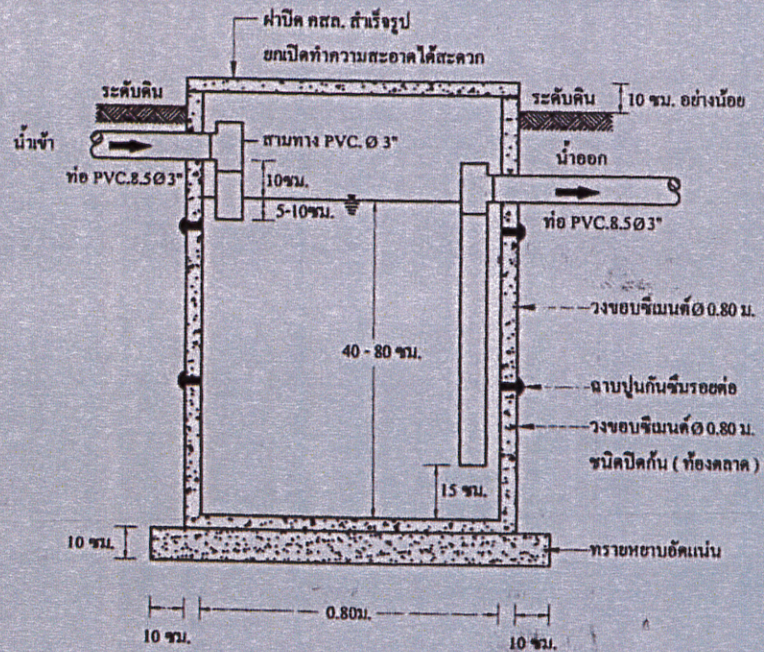 ฝาปิด คสล. สำเร็จรูป
ยกเปิดทำความสะอาดได้สะดวก
ระดับดิน
ระดับดิน
10 ซม. อย่างน้อย
น้ำเข้า
สามทาง PVC. Ø 3"
น้ำออก
ท่อ PVC.8.5Ø3"
10ซม.
5-10ซม.
ท่อ PVC.8.5Ø3"
วงขอบซีเมนต์ Ø 0.80 ม.
40 - 80 ซม.
ฉาบปูนกันซึมรอยต่อ
วงขอบซีเมนต์ Ø 0.80 ม.
ชนิดปิดก้น ( ท้องตลาด )
15 ซม.
10 ซม.
ทรายหยาบอัดแน่น
0.80ม.
10 ซม.
10 ซม.